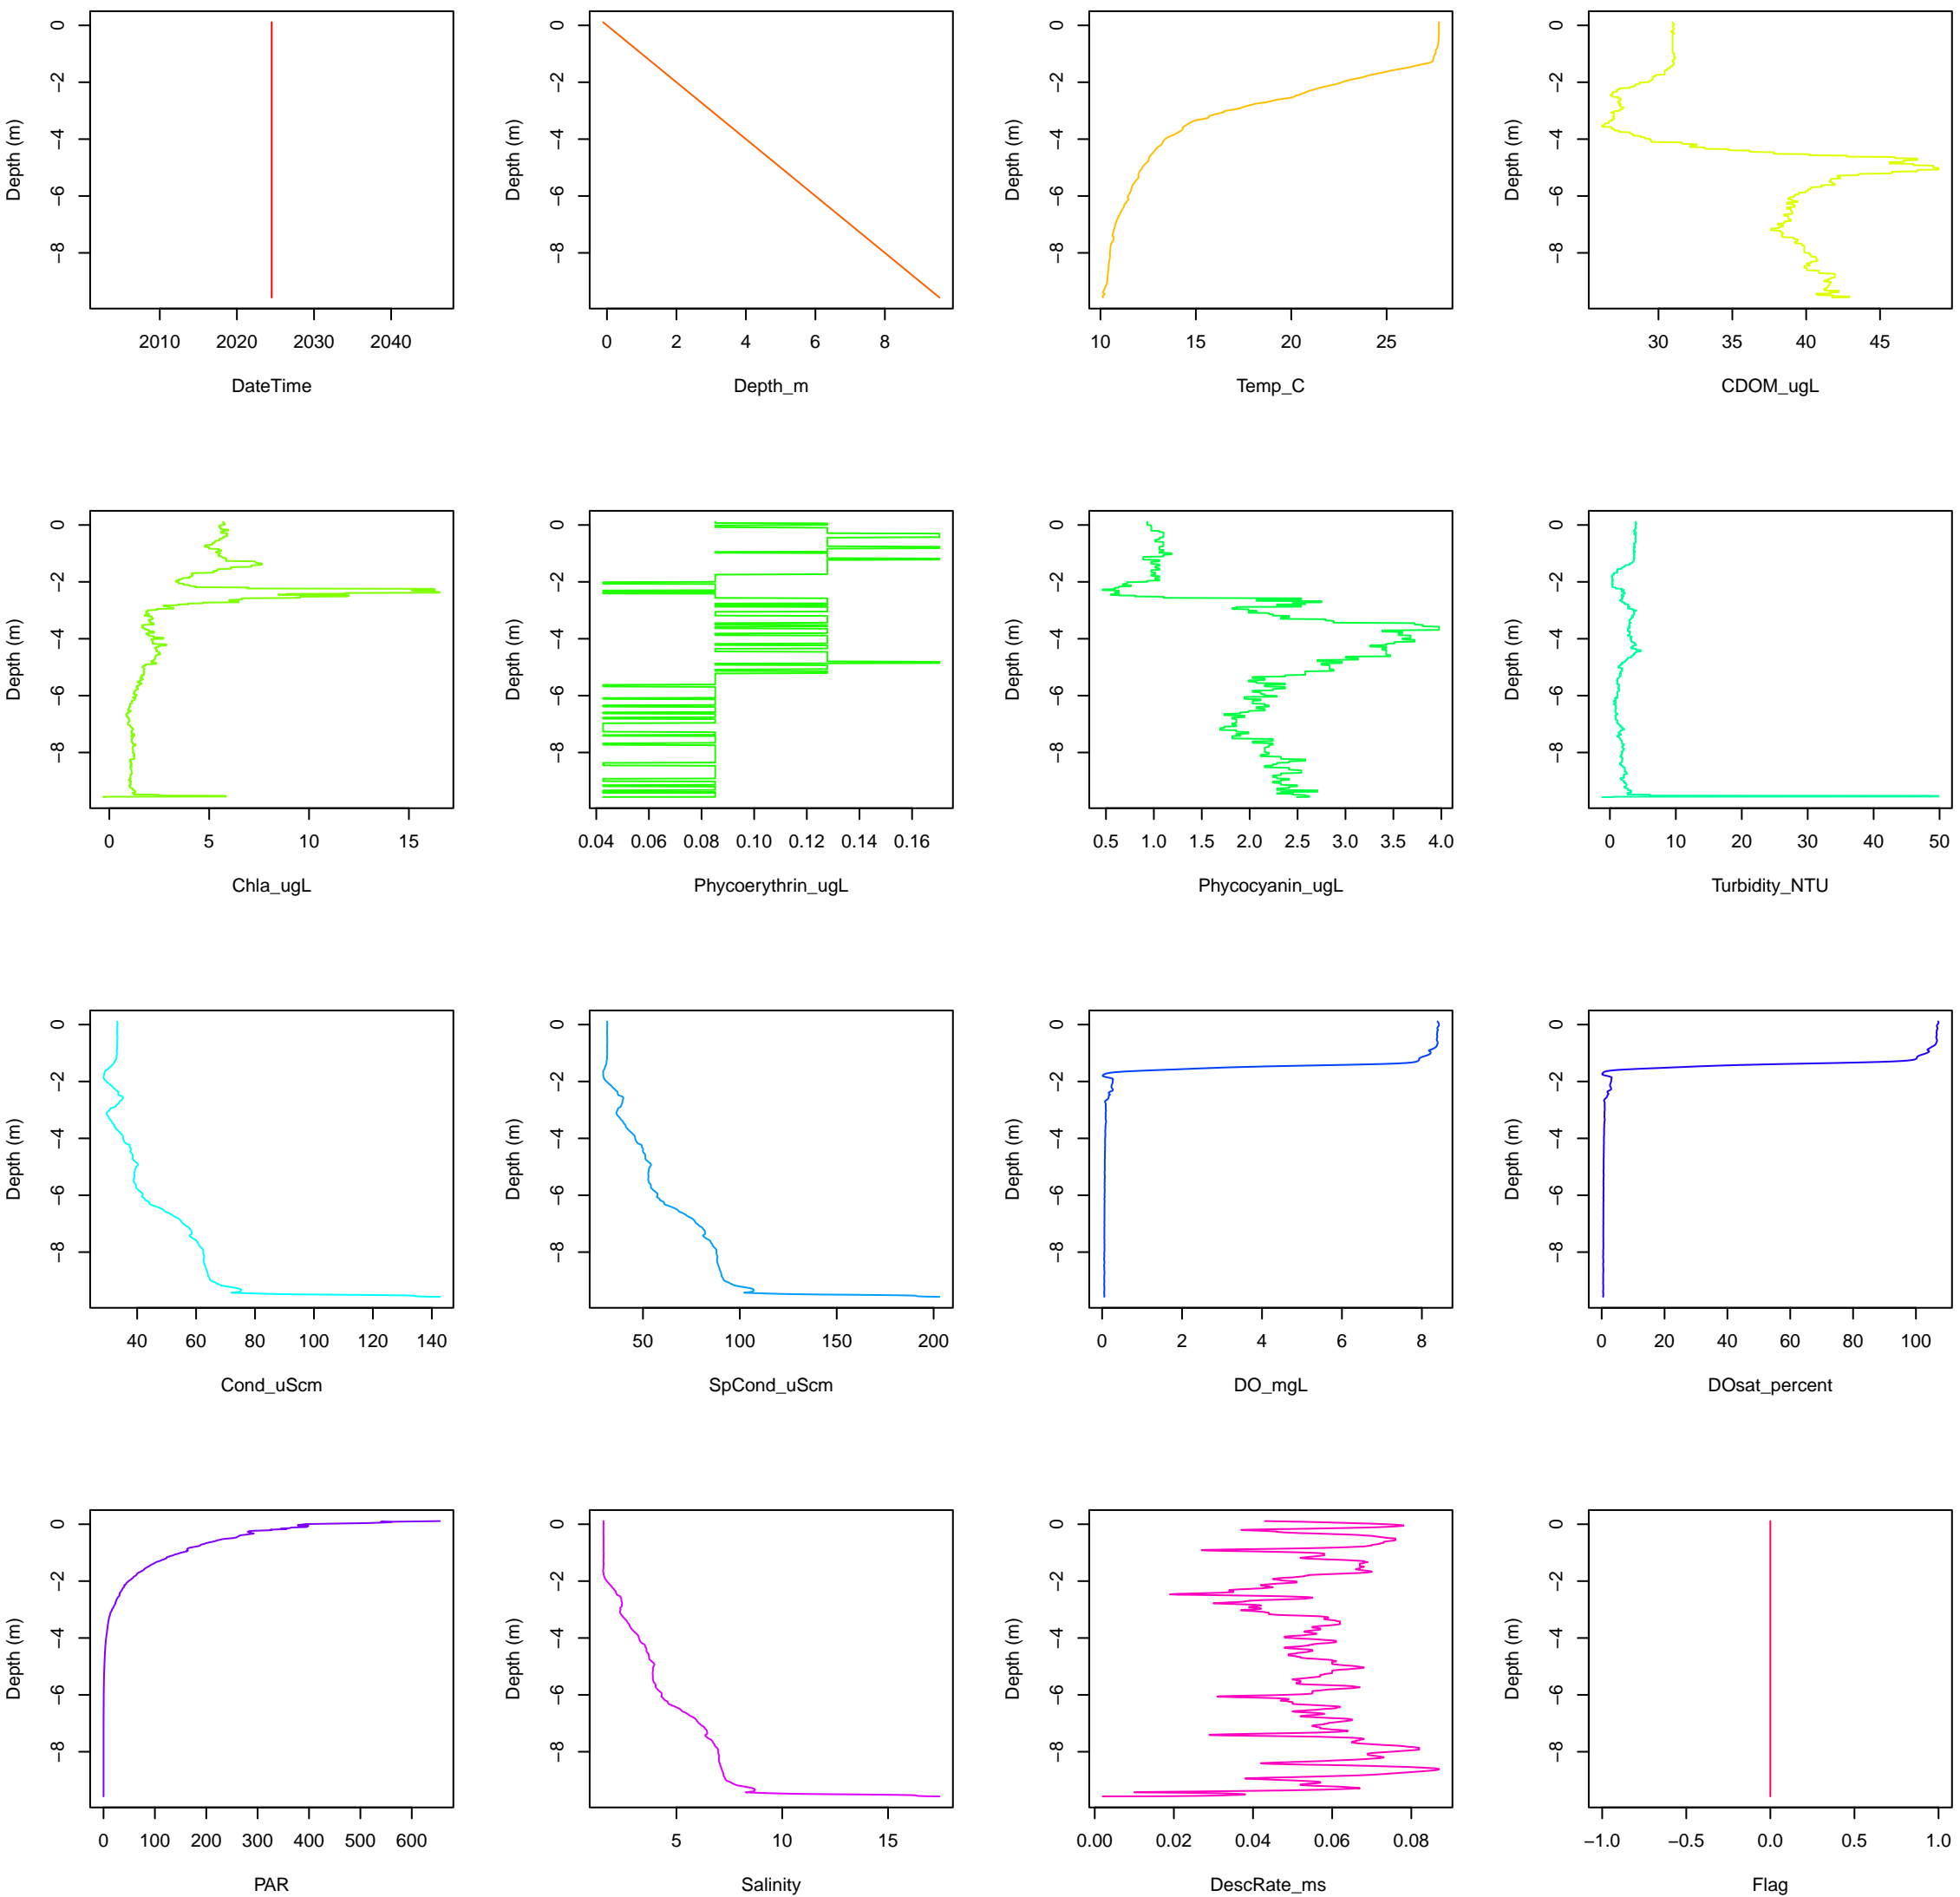 Depth (m)
0
−2
−4
−6
−8
2010 2020 2030 2040
DateTime
Depth (m)
0
−2
−4
−6
−8
0 2 4 6 8
Depth_m
Depth (m)
0
−2
−4
−6
−8
10 15 20 25
Temp_C
Depth (m)
0
−2
−4
−6
−8
30 35 40 45
CDOM_ugL
Depth (m)
0
−2
−4
−6
−8
0 5 10 15
Chla_ugL
Depth (m)
0
−2
−4
−6
−8
0.04 0.06 0.08 0.10 0.12 0.14 0.16
Phycoerythrin_ugL
Depth (m)
0
−2
−4
−6
−8
0.5 1.0 1.5 2.0 2.5 3.0 3.5 4.0
Phycocyanin_ugL
Depth (m)
0
−2
−4
−6
−8
0 10 20 30 40 50
Turbidity_NTU
Depth (m)
0
−2
−4
−6
−8
40 60 80 100 120 140
Cond_uScm
Depth (m)
0
−2
−4
−6
−8
50 100 150 200
SpCond_uScm
Depth (m)
0
−2
−4
−6
−8
0 2 4 6 8
DO_mgL
Depth (m)
0
−2
−4
−6
−8
0 20 40 60 80 100
DOsat_percent
Depth (m)
0
−2
−4
−6
−8
0 100 200 300 400 500 600
PAR
Depth (m)
0
−2
−4
−6
−8
5 10 15
Salinity
Depth (m)
0
−2
−4
−6
−8
0.00 0.02 0.04 0.06 0.08
DescRate_ms
Depth (m)
0
−2
−4
−6
−8
−1.0 −0.5 0.0 0.5 1.0
Flag